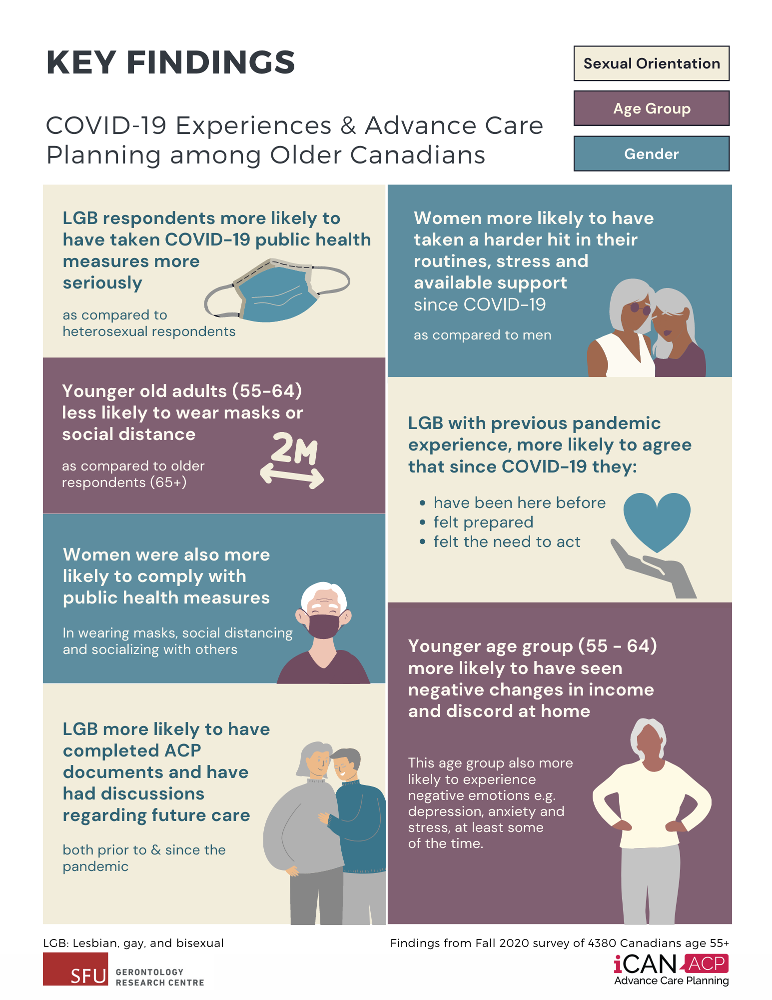 KEY FINDINGS
COVID-19 Experiences & Advance Care
Planning among Older Canadians
Sexual Orientation
Age Group
Gender
LGB respondents more likely to
have taken COVID-19 public health
measures more
seriously
as compared to
heterosexual respondents
Younger old adults (55-64)
less likely to wear masks or
social distance
as compared to older
respondents (65+)
2M
Women were also more
likely to comply with
public health measures
In wearing masks, social distancing
and socializing with others
LGB more likely to have
completed ACP
documents and have
had discussions
regarding future care
both prior to & since the
pandemic
Women more likely to have
taken a harder hit in their
routines, stress and
available support
since COVID-19
as compared to men
LGB with previous pandemic
experience, more likely to agree
that since COVID-19 they:
• have been here before
• felt prepared
• felt the need to act
Younger age group (55 - 64)
more likely to have seen
negative changes in income
and discord at home
This age group also more
likely to experience
negative emotions e.g.
depression, anxiety and
stress, at least some
of the time.
LGB: Lesbian, gay, and bisexual
Findings from Fall 2020 survey of 4380 Canadians age 55+
SFU GERONTOLOGY
RESEARCH CENTRE
iCAN ACP
Advance Care Planning